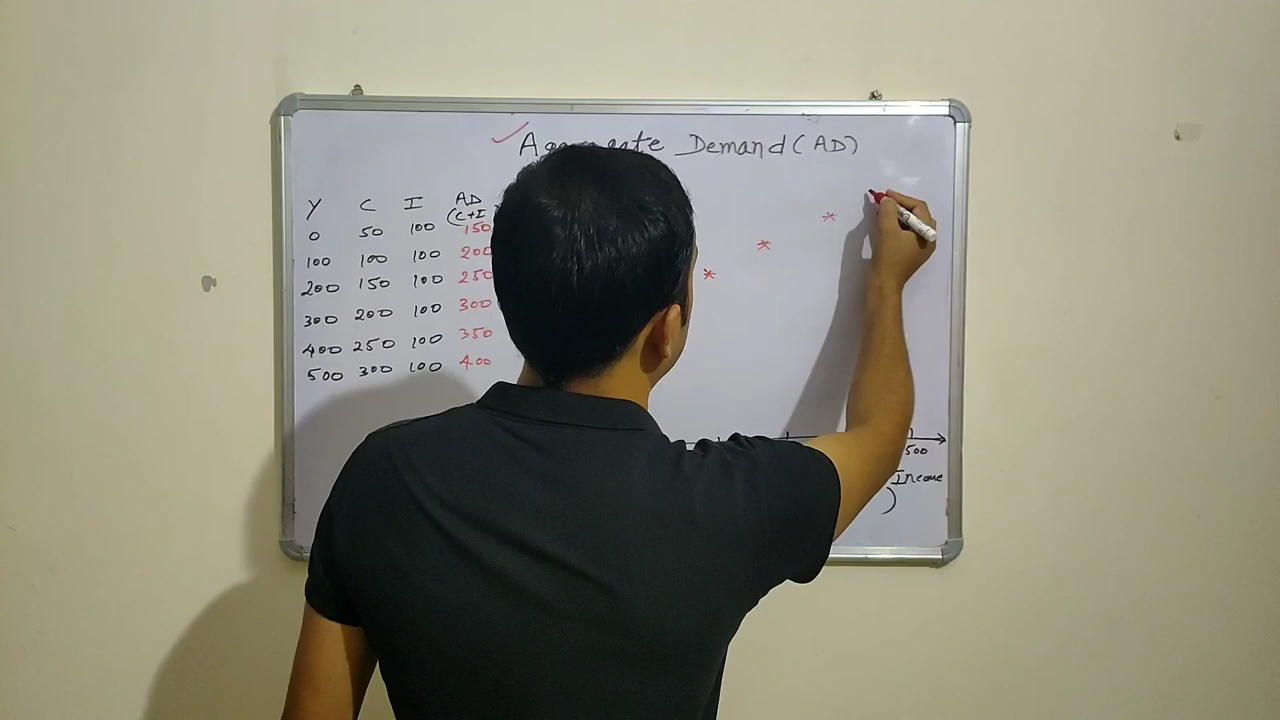 Demand (AD)
Y C I AD
(C+I
0 50 100 150
100 100 100 200
200 150 100 250
300 200 100 300
400 250 100 350
500 300 100 400
500
Income
)